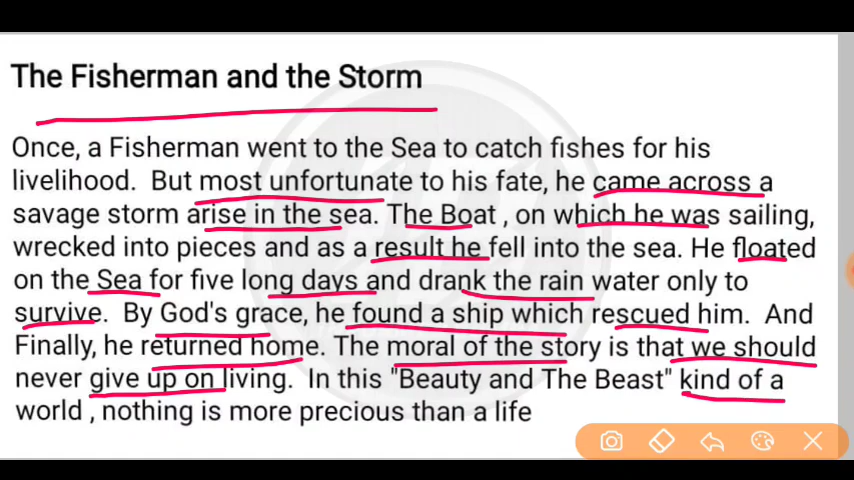 The Fisherman and the Storm
Once, a Fisherman went to the Sea to catch fishes for his
livelihood. But most unfortunate to his fate, he came across a
savage storm arise in the sea. The Boat , on which he was sailing,
wrecked into pieces and as a result he fell into the sea. He floated
on the Sea for five long days and drank the rain water only to
survive. By God's grace, he found a ship which rescued him. And
Finally, he returned home. The moral of the story is that we should
never give up on living. In this "Beauty and The Beast" kind of a
world , nothing is more precious than a life